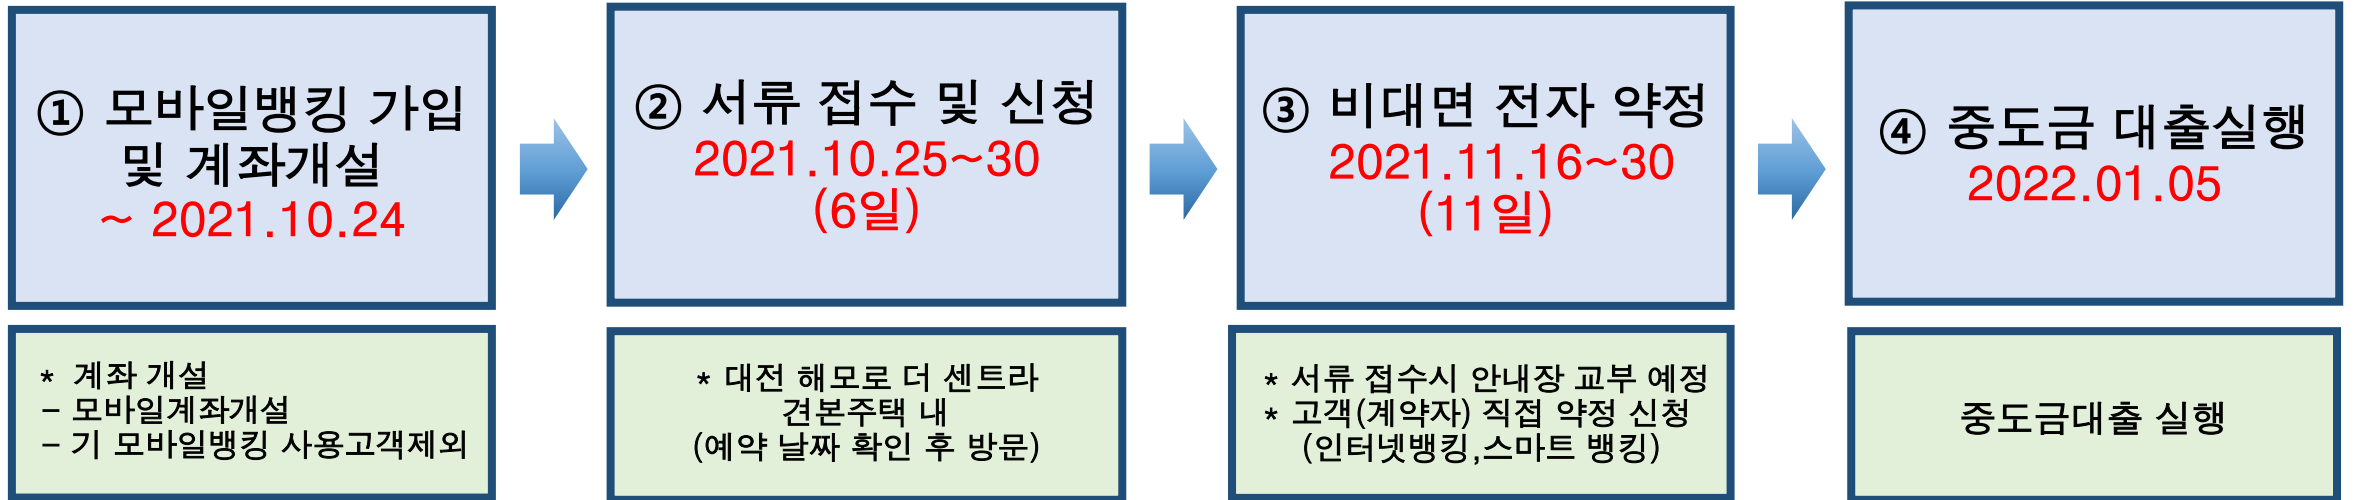 ① 모바일뱅킹 가입
및 계좌개설
~ 2021.10.24
② 서류 접수 및 신청
2021.10.25~30
(6일)
③ 비대면 전자 약정
2021.11.16~30
(11일)
④ 중도금 대출실행
2022.01.05
* 계좌 개설
- 모바일계좌개설
- 기 모바일뱅킹 사용고객제외
* 대전 해모로 더 센트라
견본주택 내
(예약 날짜 확인 후 방문)
* 서류 접수시 안내장 교부 예정
* 고객(계약자) 직접 약정 신청
(인터넷뱅킹,스마트 뱅킹)
중도금대출 실행